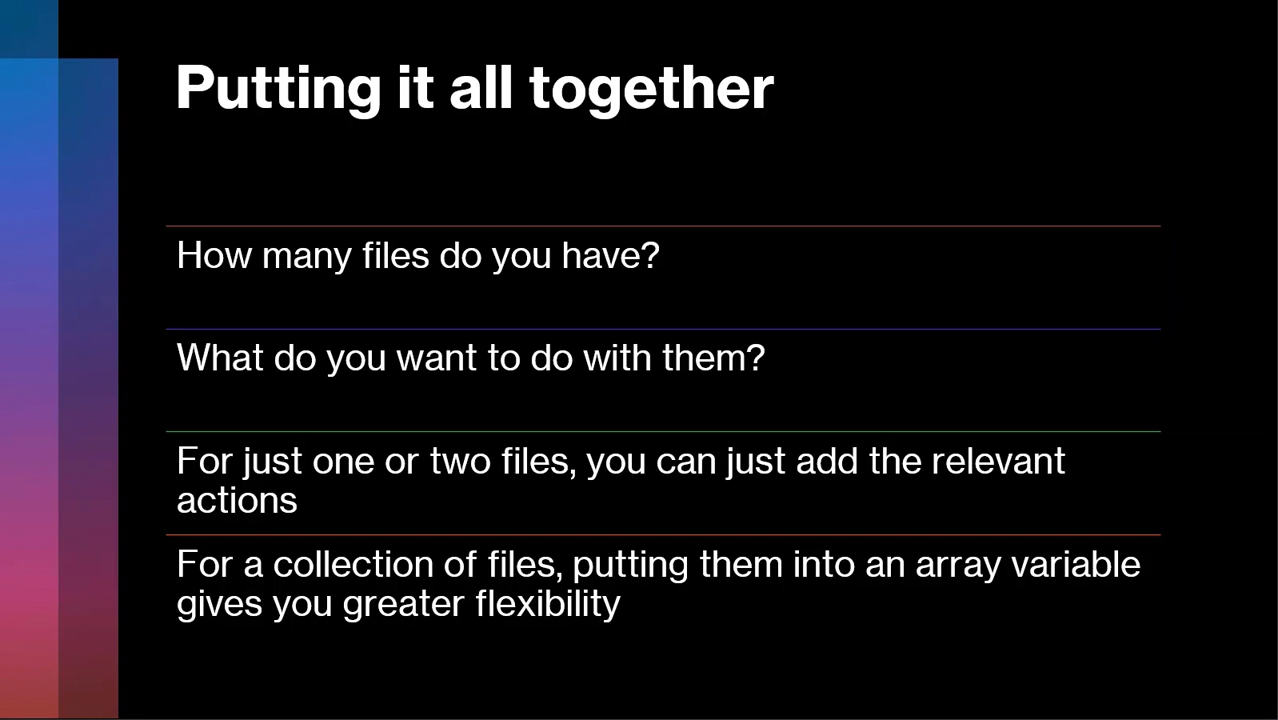 Putting it all together
How many files do you have?
What do you want to do with them?
For just one or two files, you can just add the relevant
actions
For a collection of files, putting them into an array variable
gives you greater flexibility